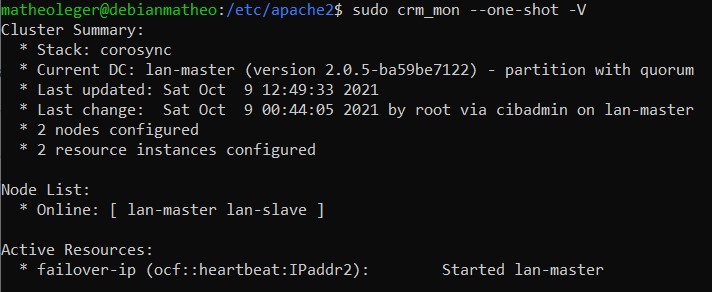 matheoleger@debianmatheo:/etc/apache2$ sudo crm_mon --one-shot -V
Cluster Summary:
  * Stack: corosync
  * Current DC: lan-master (version 2.0.5-ba59be7122) - partition with quorum
  * Last updated: Sat Oct  9 12:49:33 2021
  * Last change:  Sat Oct  9 00:44:05 2021 by root via cibadmin on lan-master
  * 2 nodes configured
  * 2 resource instances configured

Node List:
  * Online: [ lan-master lan-slave ]

Active Resources:
  * failover-ip (ocf::heartbeat:IPaddr2):        Started lan-master